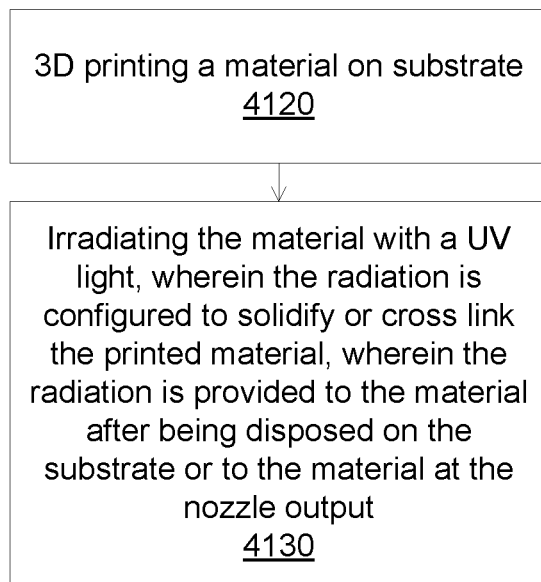 3D printing a material on substrate
4120
Irradiating the material with a UV
light, wherein the radiation is
configured to solidify or cross link
the printed material, wherein the
radiation is provided to the material
after being disposed on the
substrate or to the material at the
nozzle output
4130